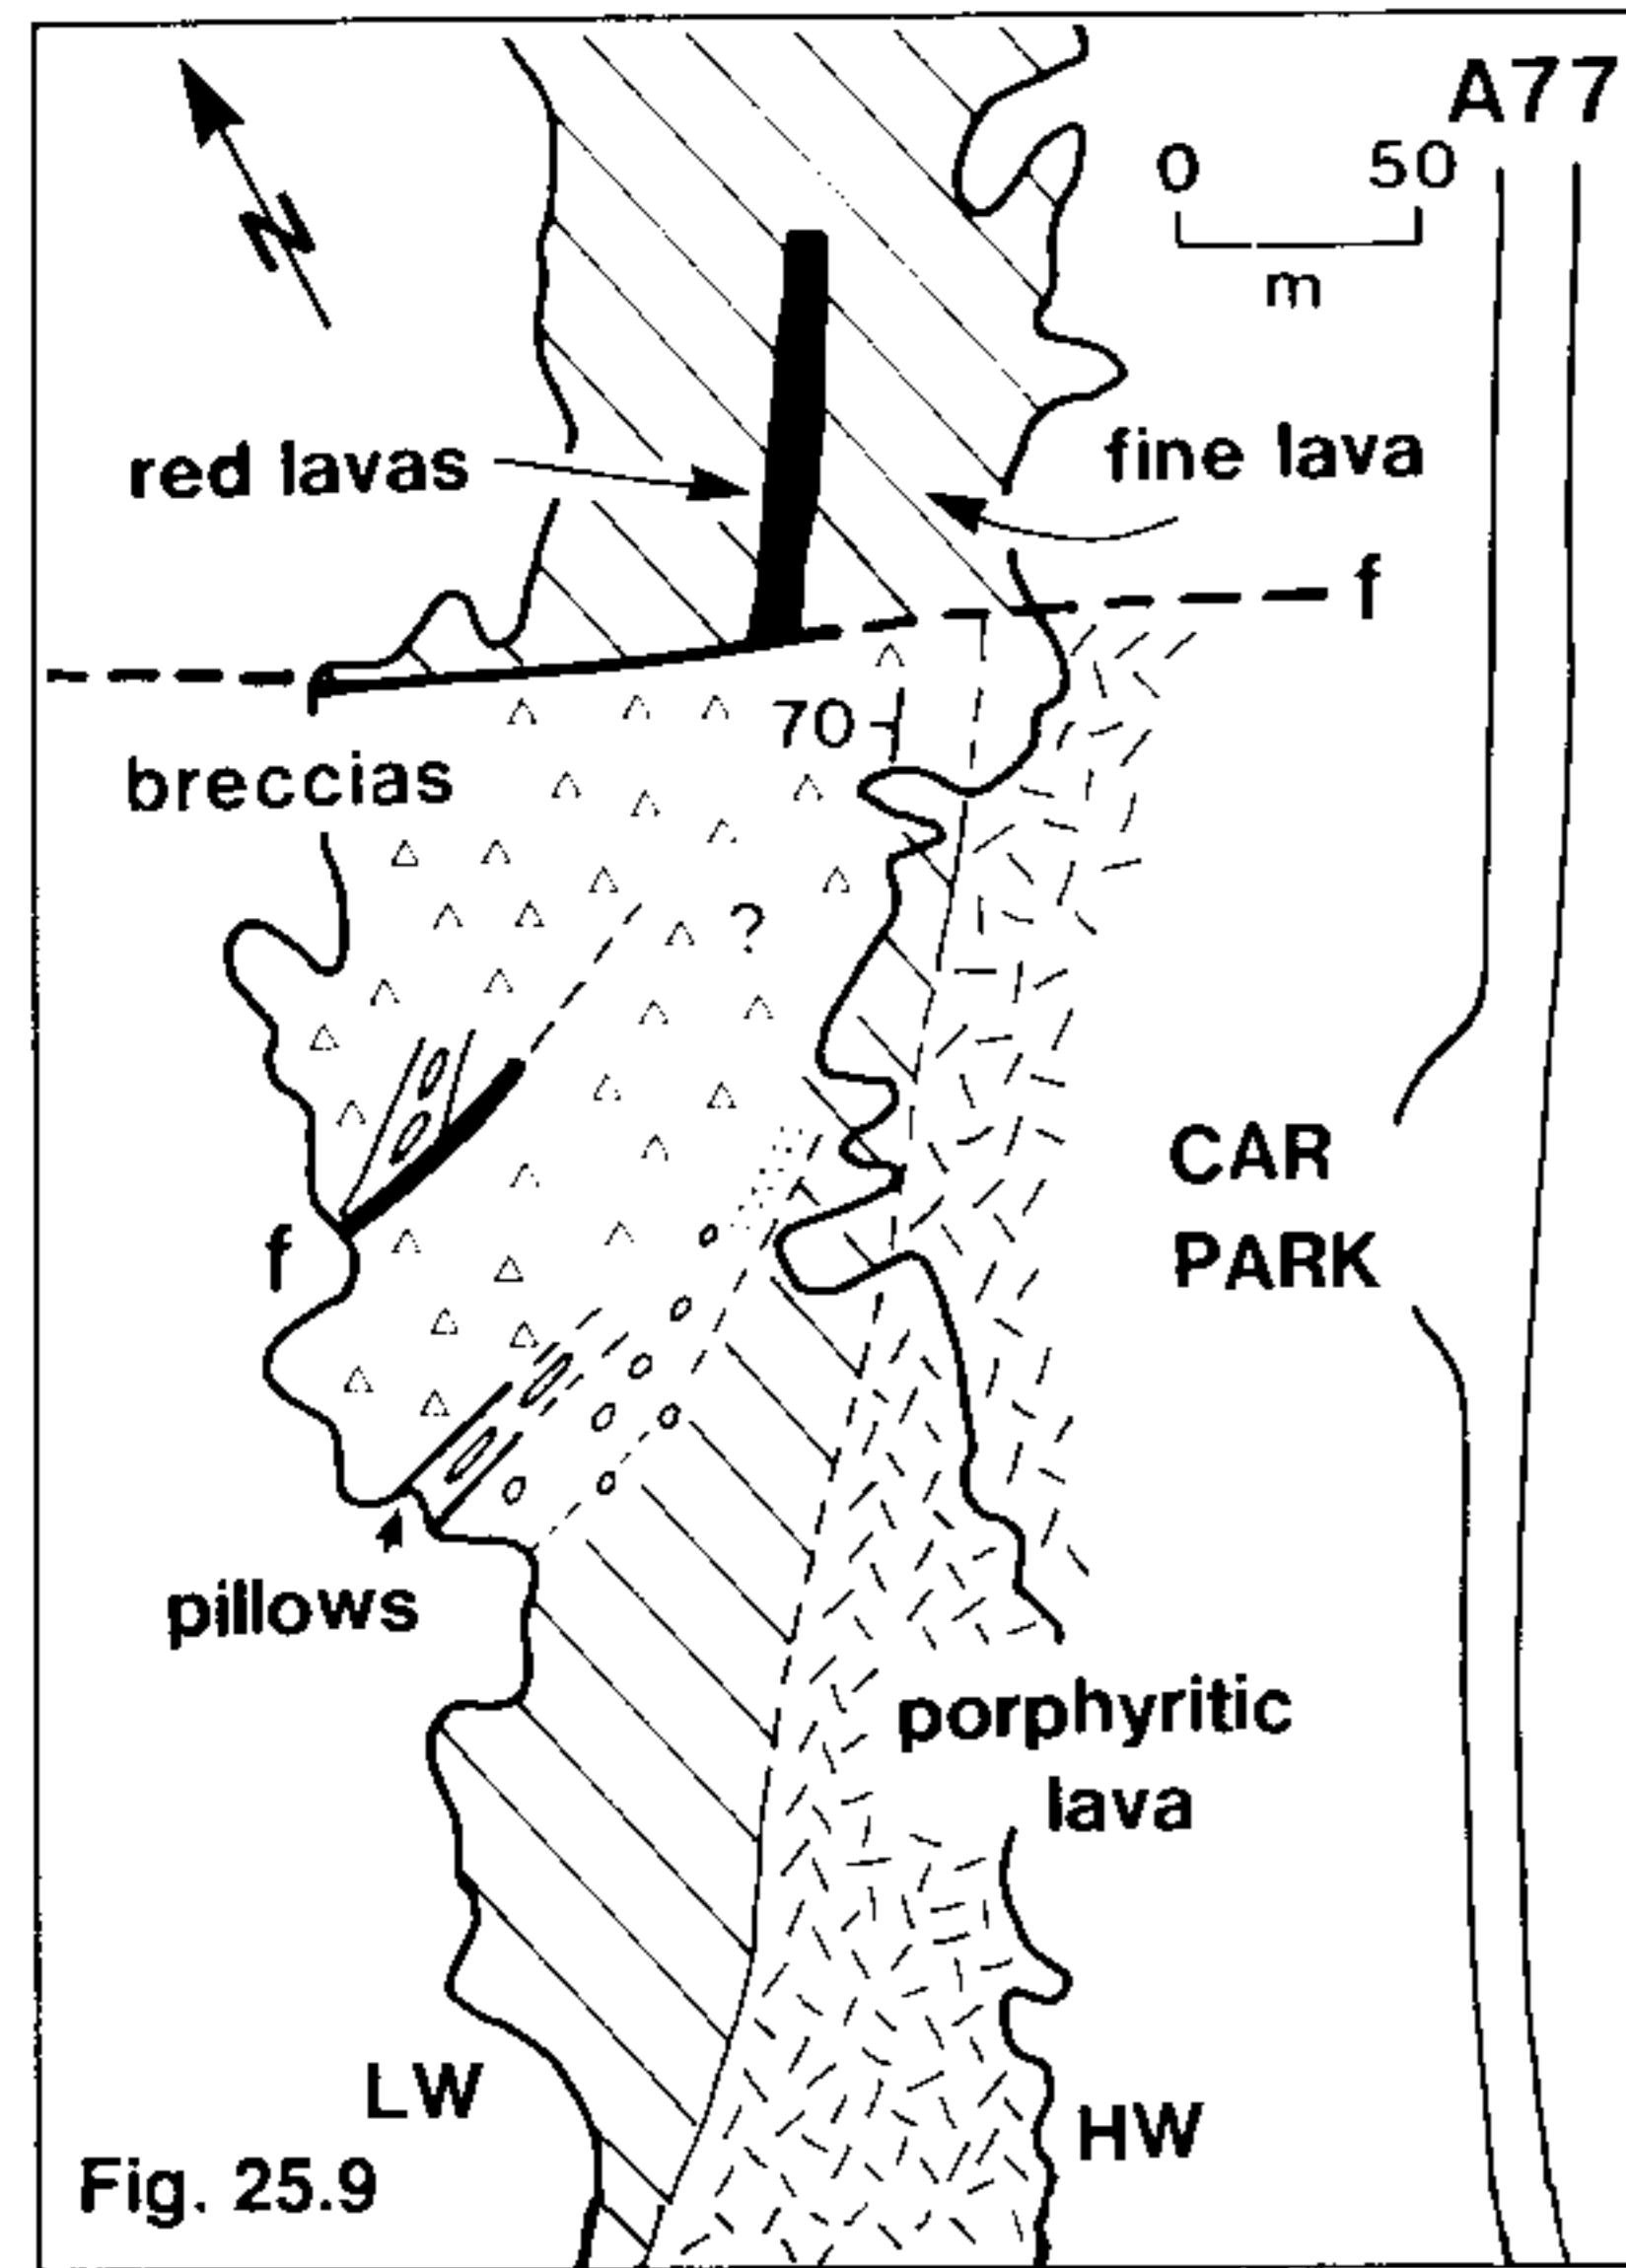 A77
N
0 50
m
red lavas
fine lava
f
70
breccias
?
CAR
PARK
f
pillows
porphyritic
lava
LW
HW
Fig. 25.9